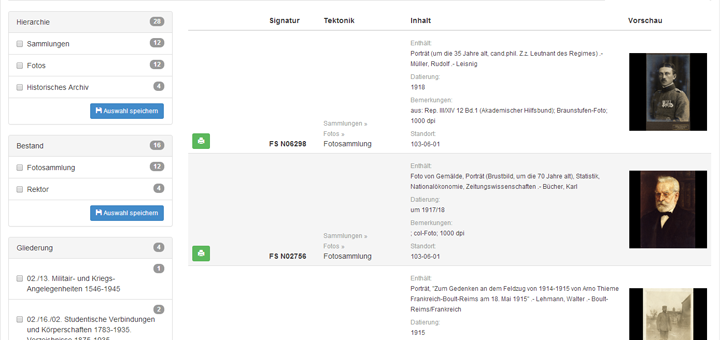 Hierarchie 28
Sammlungen 12
Fotos 12
Historisches Archiv 4
Auswahl speichern
Bestand 16
Fotosammlung 12
Rektor 4
Auswahl speichern
Gliederung 4
1
02./13. Militair- und Kriegs-
Angelegenheiten 1546-1945
2
02./16./02. Studentische Verbindungen
und Körperschaften 1783-1935.
Verzeichnisse 1875-1935
Signatur Tektonik Inhalt Vorschau
Enthält:
Porträt (um die 35 Jahre alt, cand.phil. Z.z. Leutnant des Regimes) .-
Müller, Rudolf .- Leisnig
Datierung:
1918
Bemerkungen:
aus: Rep. III/XIV 12 Bd.1 (Akademischer Hilfsbund); Braunstufen-Foto;
1000 dpi
Sammlungen »
Standort:
Fotos »
FS N06298 Fotosammlung 103-06-01
Enthält:
Foto von Gemälde, Porträt (Brustbild, um die 70 Jahre alt), Statistik,
Nationalökonomie, Zeitungswissenschaften .- Bücher, Karl
Datierung:
um 1917/18
Bemerkungen:
; col-Foto; 1000 dpi
Sammlungen »
Standort:
Fotos »
FS N02756 Fotosammlung 103-06-01
Enthält:
Porträt, "Zum Gedenken an dem Feldzug von 1914-1915 von Arno Thieme
Frankreich-Boult-Reims am 18. Mai 1915" .- Lehmann, Walter .- Boult-
Reims/Frankreich
Datierung:
1915